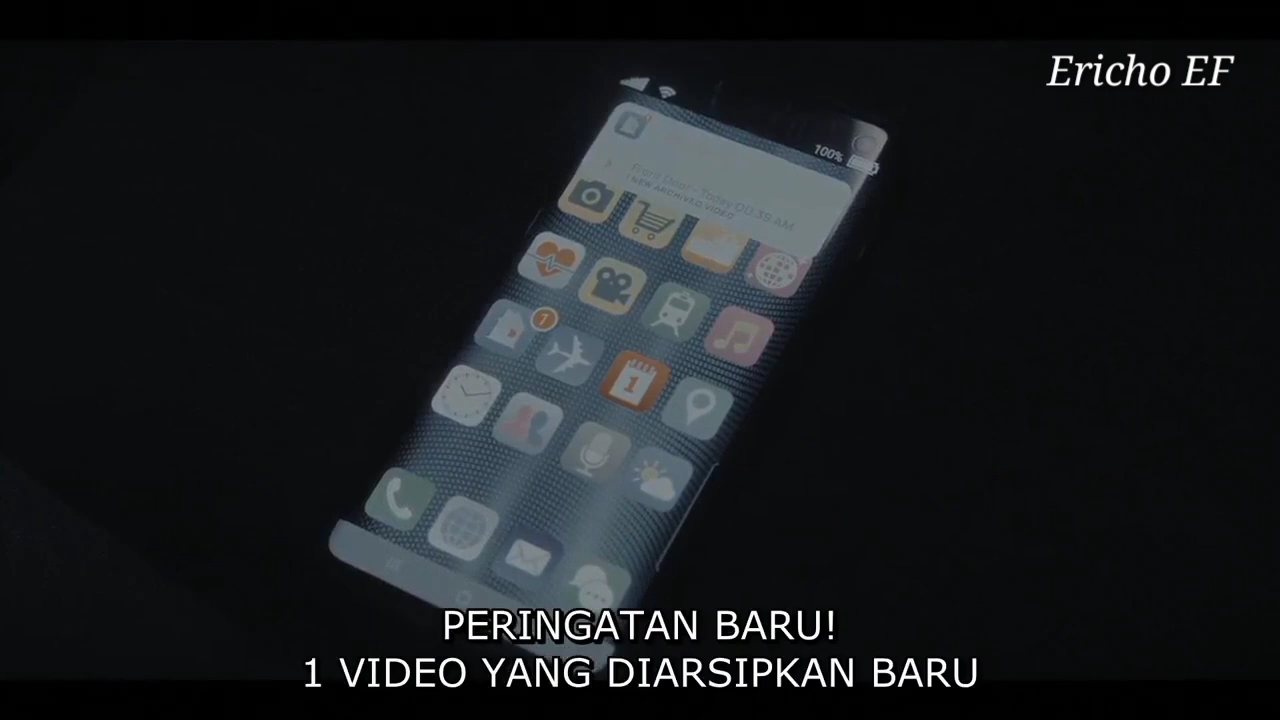 Ericho EF
100%
Front Door - Today 00:39 AM
1 NEW ARCHIVED VIDEO
1
1
PERINGATAN BARU!
1 VIDEO YANG DIARSIPKAN BARU